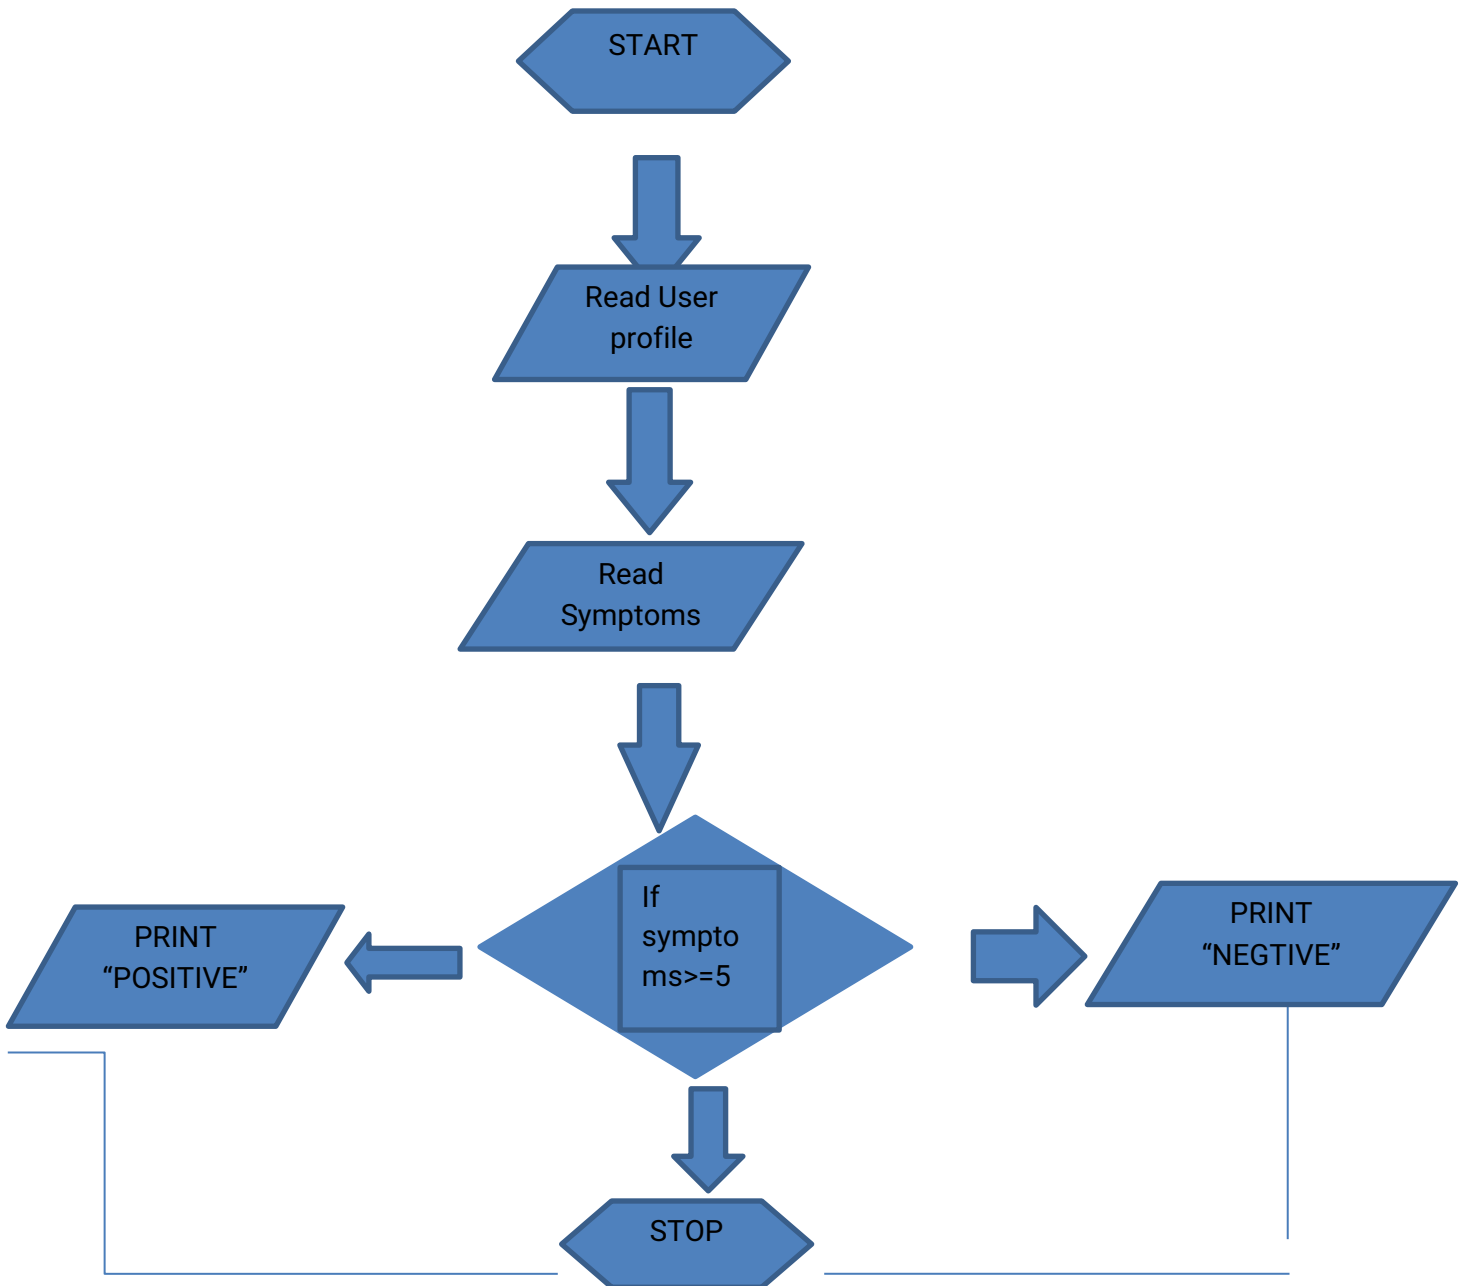 START
Read User
profile
Read
Symptoms
If
sympto
ms>=5
PRINT
“POSITIVE”
PRINT
“NEGTIVE”
STOP